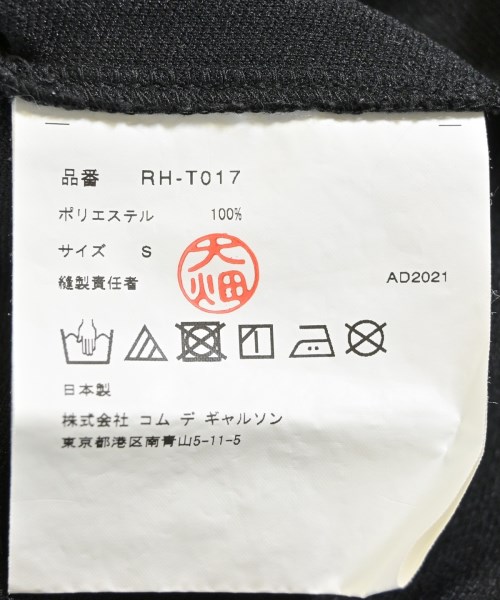 品番 RH-T017
ポリエステル 100%
サイズ S
縫製責任者 大畑 AD2021
日本製
株式会社 コム デ ギャルソン
東京都港区南青山5-11-5